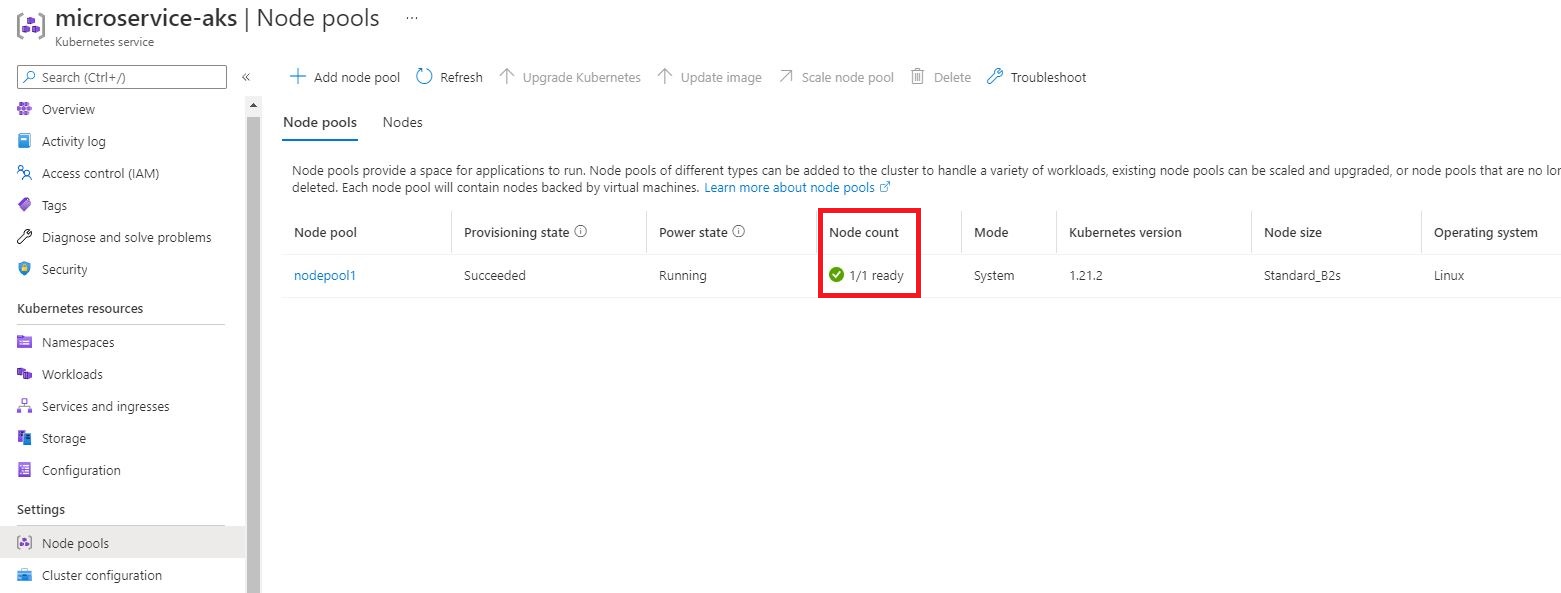 microservice-aks | Node pools ...
Kubernetes service
Search (Ctrl+/)
«
Overview
Activity log
Access control (IAM)
Tags
Diagnose and solve problems
Security
Kubernetes resources
Namespaces
Workloads
Services and ingresses
Storage
Configuration
Settings
Node pools
Cluster configuration
Add node pool Refresh Upgrade Kubernetes Update image Scale node pool Delete Troubleshoot
Node pools Nodes
Node pools provide a space for applications to run. Node pools of different types can be added to the cluster to handle a variety of workloads, existing node pools can be scaled and upgraded, or node pools that are no lon
deleted. Each node pool will contain nodes backed by virtual machines. Learn more about node pools
Node pool Provisioning state Power state Node count Mode Kubernetes version Node size Operating system
nodepool1 Succeeded Running 1/1 ready System 1.21.2 Standard_B2s Linux